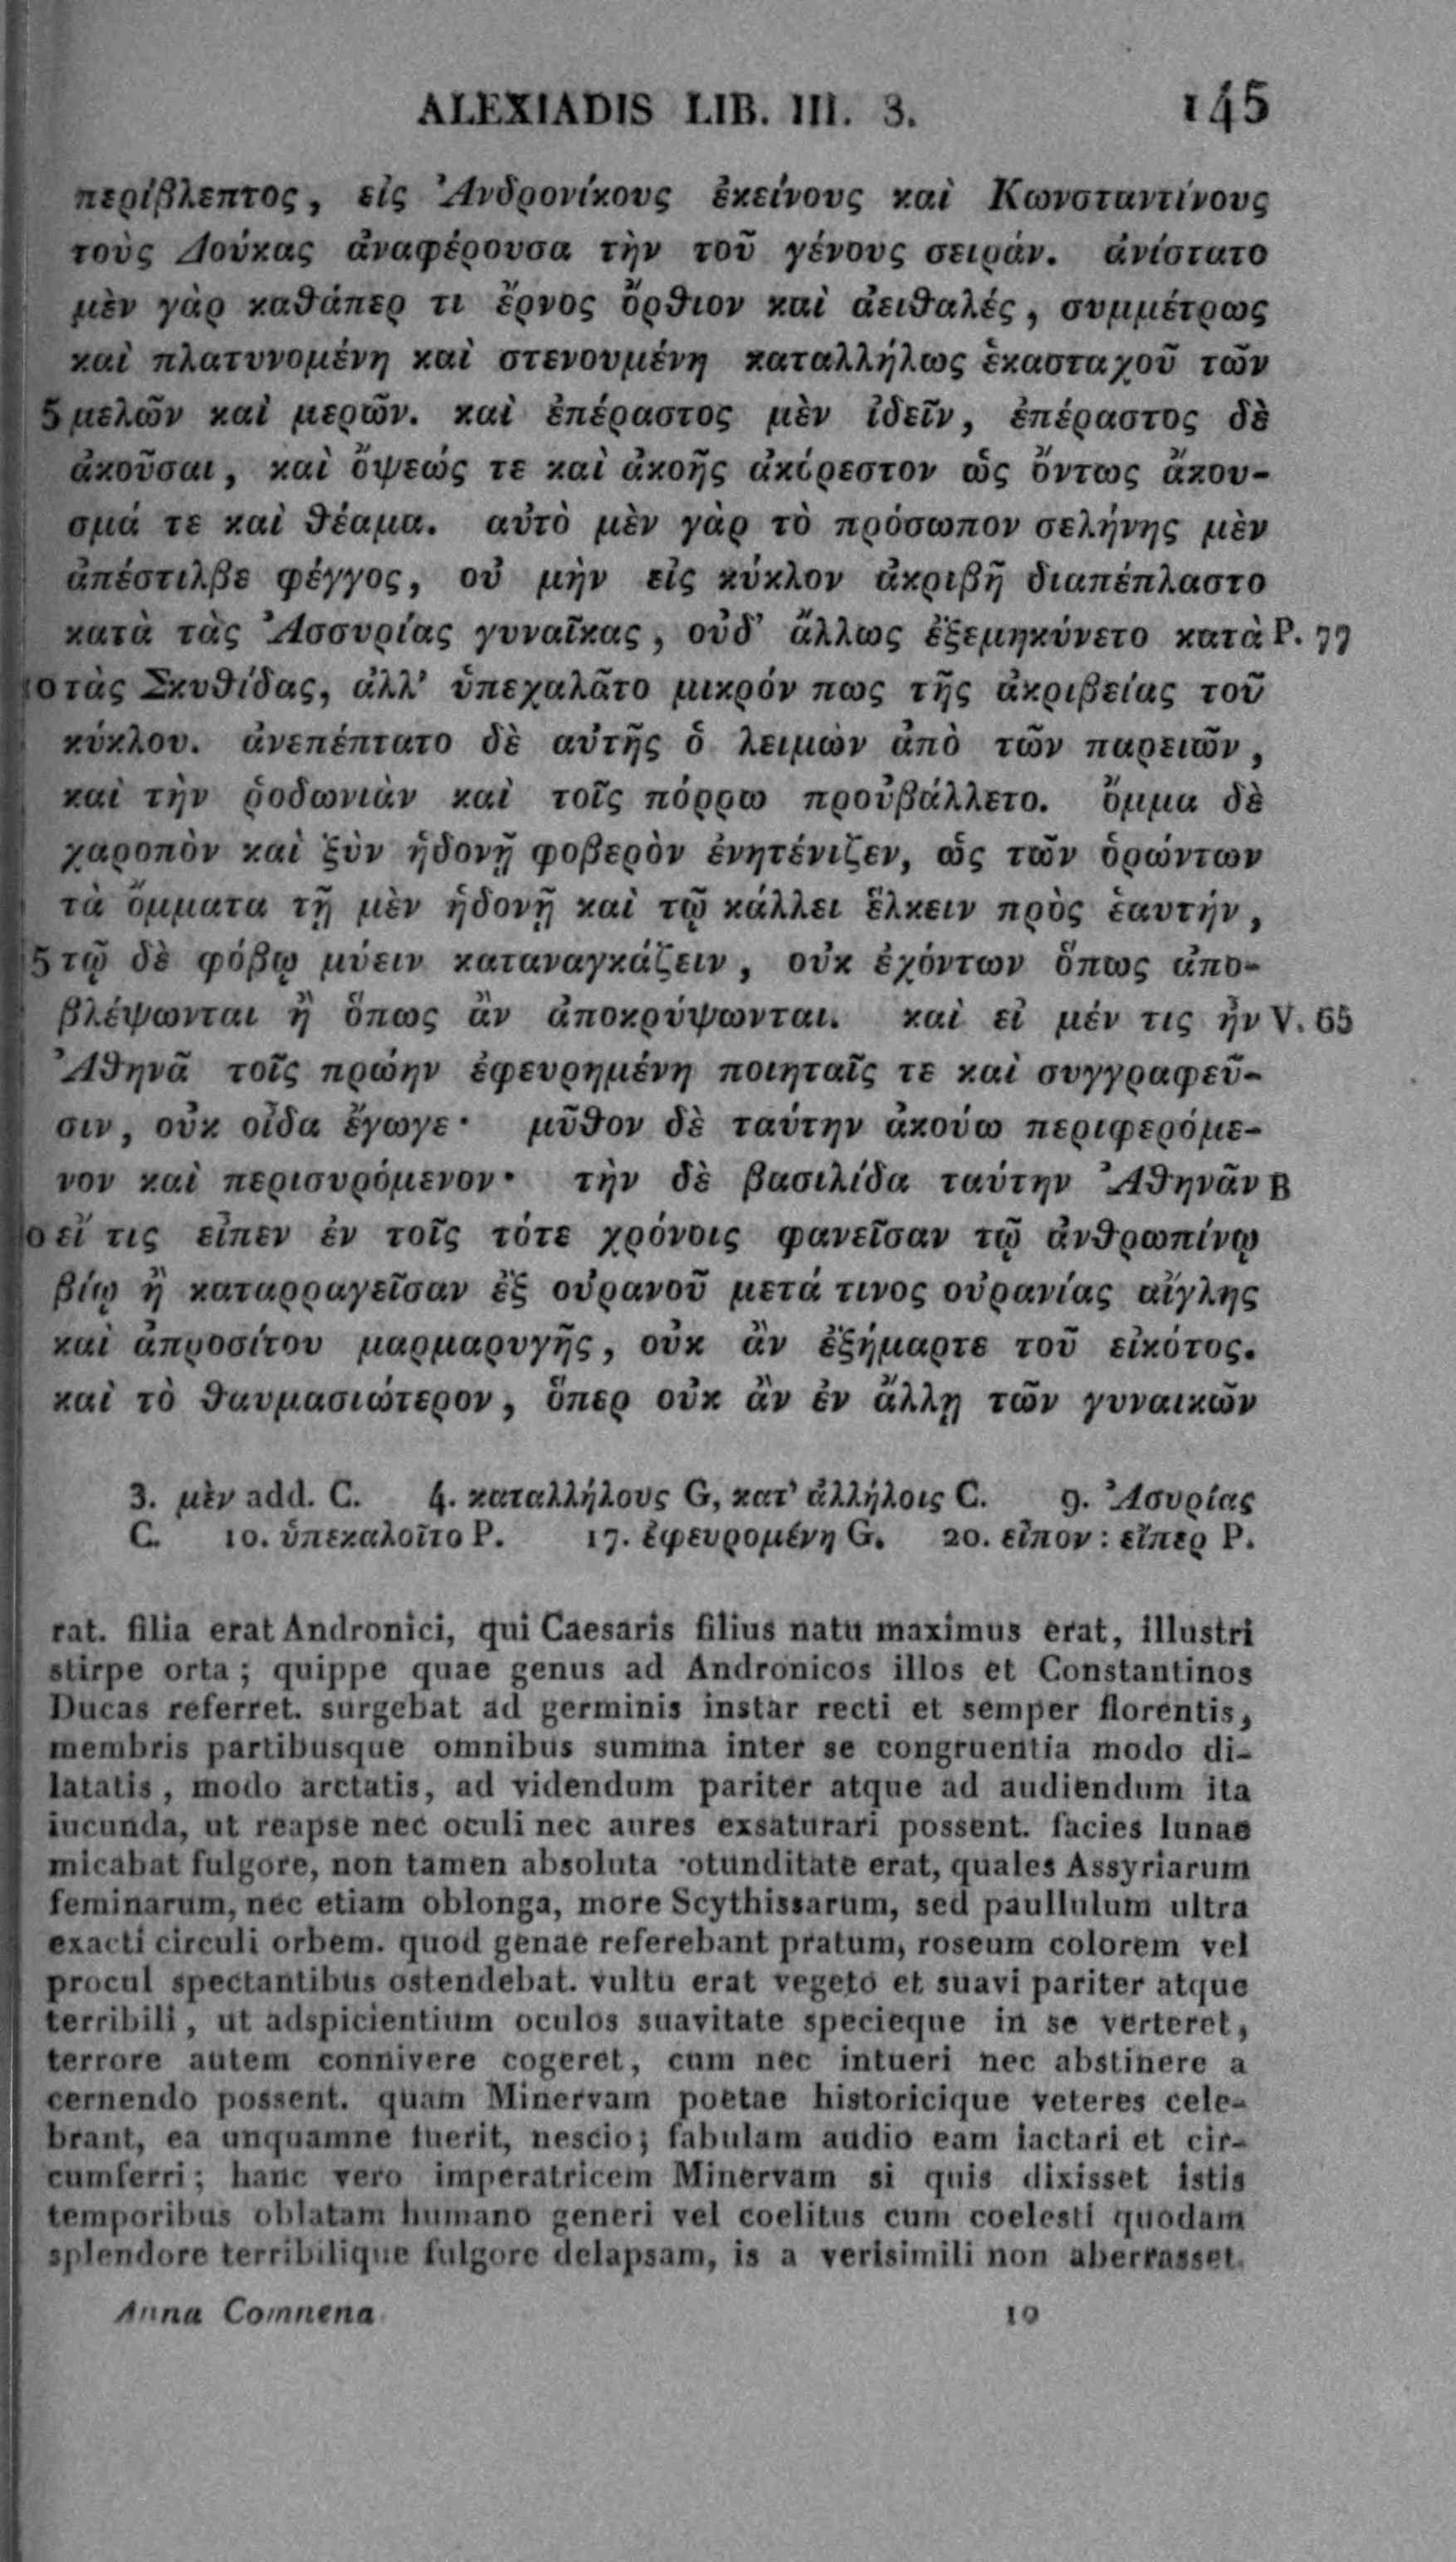 ALEXIADIS LIB. III. 3. 145
περίβλεπτος, εἰς Ἀνδρονίκους ἐκείνους καὶ Κωνσταντίνους
τοὺς Δούκας ἀναφέρουσα τὴν τοῦ γένους σειράν. ἀνίστατο
μὲν γὰρ καθάπερ τι ἔρνος ὄρθιον καὶ ἀειθαλές, συμμέτρως
καὶ πλατυνομένη καὶ στενουμένη καταλλήλως ἑκασταχοῦ τῶν
5 μελῶν καὶ μερῶν. καὶ ἐπέραστος μὲν ἰδεῖν, ἐπέραστος δὲ
ἀκοῦσαι, καὶ ὄψεώς τε καὶ ἀκοῆς ἀκόρεστον ὡς ὄντως ἄκου-
σμά τε καὶ θέαμα. αὐτὸ μὲν γὰρ τὸ πρόσωπον σελήνης μὲν
ἀπέστιλβε φέγγος, οὐ μὴν εἰς κύκλον ἀκριβῆ διαπέπλαστο
κατὰ τὰς Ἀσσυρίας γυναῖκας, οὐδ' ἄλλως ἐξεμηκύνετο κατὰ P. 77
10 τὰς Σκυθίδας, ἀλλ' ὑπεχαλᾶτο μικρόν πως τῆς ἀκριβείας τοῦ
κύκλου. ἀνεπέπτατο δὲ αὐτῆς ὁ λειμὼν ἀπὸ τῶν παρειῶν,
καὶ τὴν ῥοδωνιὰν καὶ τοῖς πόρρω προὐβάλλετο. ὄμμα δὲ
χαροπὸν καὶ ξὺν ἡδονῇ φοβερὸν ἐνητένιζεν, ὡς τῶν ὁρώντων
τὰ ὄμματα τῇ μὲν ἡδονῇ καὶ τῷ κάλλει ἕλκειν πρὸς ἑαυτήν,
15 τῷ δὲ φόβῳ μύειν καταναγκάζειν, οὐκ ἐχόντων ὅπως ἀπο-
βλέψωνται ἢ ὅπως ἂν ἀποκρύψωνται. καὶ εἰ μέν τις ἦν V. 65
Ἀθηνᾶ τοῖς πρώην ἐφευρημένη ποιηταῖς τε καὶ συγγραφεῦ-
σιν, οὐκ οἶδα ἔγωγε· μῦθον δὲ ταύτην ἀκούω περιφερόμε-
νον καὶ περισυρόμενον· τὴν δὲ βασιλίδα ταύτην Ἀθηνᾶν B
20 εἴ τις εἶπεν ἐν τοῖς τότε χρόνοις φανεῖσαν τῷ ἀνθρωπίνῳ
βίῳ ἢ καταρραγεῖσαν ἐξ οὐρανοῦ μετά τινος οὐρανίας αἴγλης
καὶ ἀπροσίτου μαρμαρυγῆς, οὐκ ἂν ἐξήμαρτε τοῦ εἰκότος.
καὶ τὸ θαυμασιώτερον, ὅπερ οὐκ ἂν ἐν ἄλλῃ τῶν γυναικῶν
3. μὲν add. C. 4. καταλλήλους G, κατ' ἀλλήλοις C. 9. Ἀσυρίας
C. 10. ὑπεκαλοῖτο P. 17. ἐφευρομένη G. 20. εἶπον: εἴπερ P.
rat. filia erat Andronici, qui Caesaris filius natu maximus erat, illustri
stirpe orta; quippe quae genus ad Andronicos illos et Constantinos
Ducas referret. surgebat ad germinis instar recti et semper florentis,
membris partibusque omnibus summa inter se congruentia modo di-
latatis, modo arctatis, ad videndum pariter atque ad audiendum ita
iucunda, ut reapse nec oculi nec aures exsaturari possent. facies lunae
micabat fulgore, non tamen absoluta rotunditate erat, quales Assyriarum
feminarum, nec etiam oblonga, more Scythissarum, sed paullulum ultra
exacti circuli orbem. quod genae referebant pratum, roseum colorem vel
procul spectantibus ostendebat. vultu erat vegeto et suavi pariter atque
terribili, ut adspicientium oculos suavitate specieque in se verteret,
terrore autem connivere cogeret, cum nec intueri nec abstinere a
cernendo possent. quam Minervam poetae historicique veteres cele-
brant, ea unquamne fuerit, nescio; fabulam audio eam iactari et cir-
cumferri; hanc vero imperatricem Minervam si quis dixisset istis
temporibus oblatam humano generi vel coelitus cum coelesti quodam
splendore terribilique fulgore delapsam, is a verisimili non aberrasset.
Anna Comnena 10